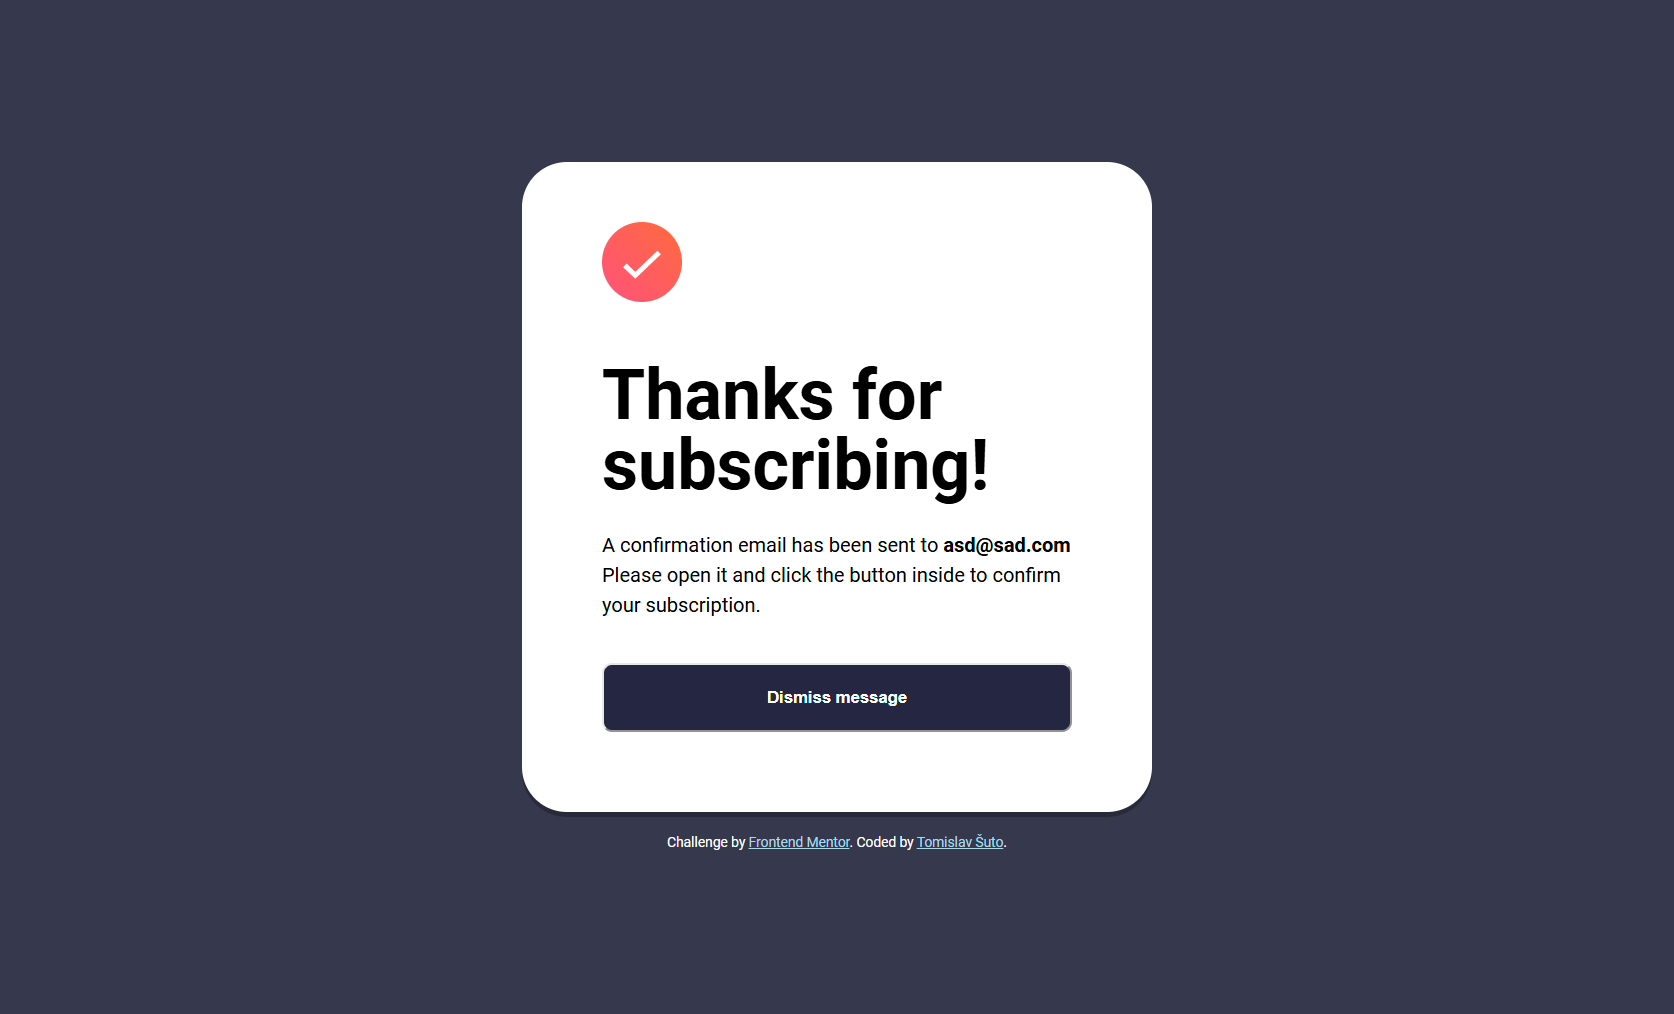 Thanks for
subscribing!
A confirmation email has been sent to asd@sad.com
Please open it and click the button inside to confirm
your subscription.
Dismiss message
Challenge by Frontend Mentor. Coded by Tomislav Šuto.